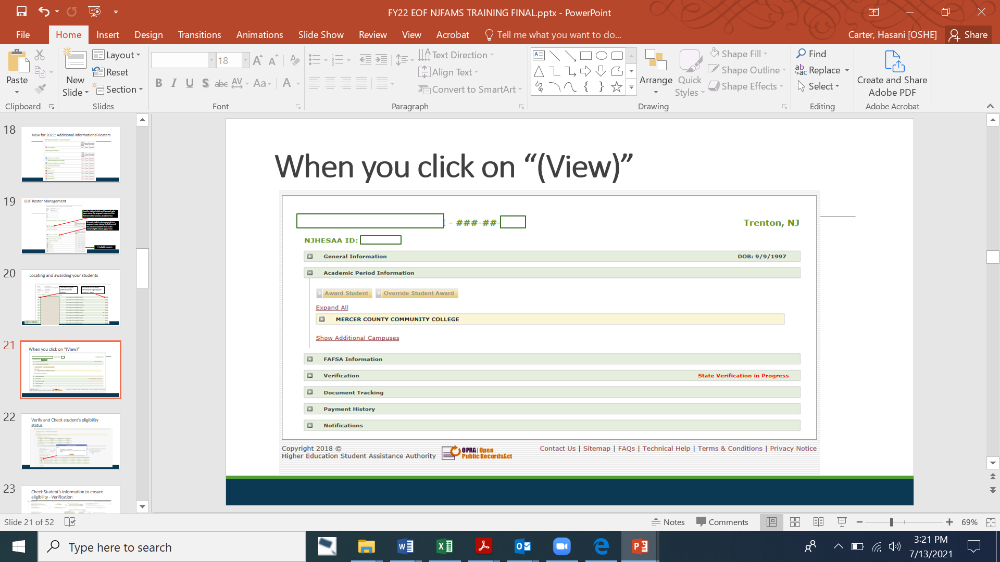 FY22 EOF NJFAMS TRAINING FINAL.pptx - PowerPoint
File Home Insert Design Transitions Animations Slide Show Review View Acrobat Tell me what you want to do... Carter, Hasani [OSHE] Share
Paste
New Slide
Layout
Reset
Section
18
B I U S abc AV Aa A
Text Direction
Align Text
Convert to SmartArt
Arrange
Quick Styles
Shape Fill
Shape Outline
Shape Effects
Find
Replace
Select
Create and Share Adobe PDF
Clipboard Slides Font Paragraph Drawing Editing Adobe Acrobat
18
New for 2021: Additional Informational Rosters
19
EOF Roster Management
20
Locating and awarding your students
21
When you click on “(View)”
22
Verify and Check student’s eligibility
status
23
Check Student’s information to ensure
eligibility - Verification
When you click on “(View)”
- ###-##-
Trenton, NJ
NJHESAA ID:
General Information DOB: 9/9/1997
Academic Period Information
Award Student Override Student Award
Expand All
MERCER COUNTY COMMUNITY COLLEGE
Show Additional Campuses
FAFSA Information
Verification State Verification in Progress
Document Tracking
Payment History
Notifications
Copyright 2018 ©
Higher Education Student Assistance Authority
OPRA | Open
Public RecordsAct
Contact Us | Sitemap | FAQs | Technical Help | Terms & Conditions | Privacy Notice
Slide 21 of 52 Notes Comments 69%
Type here to search
3:21 PM
7/13/2021